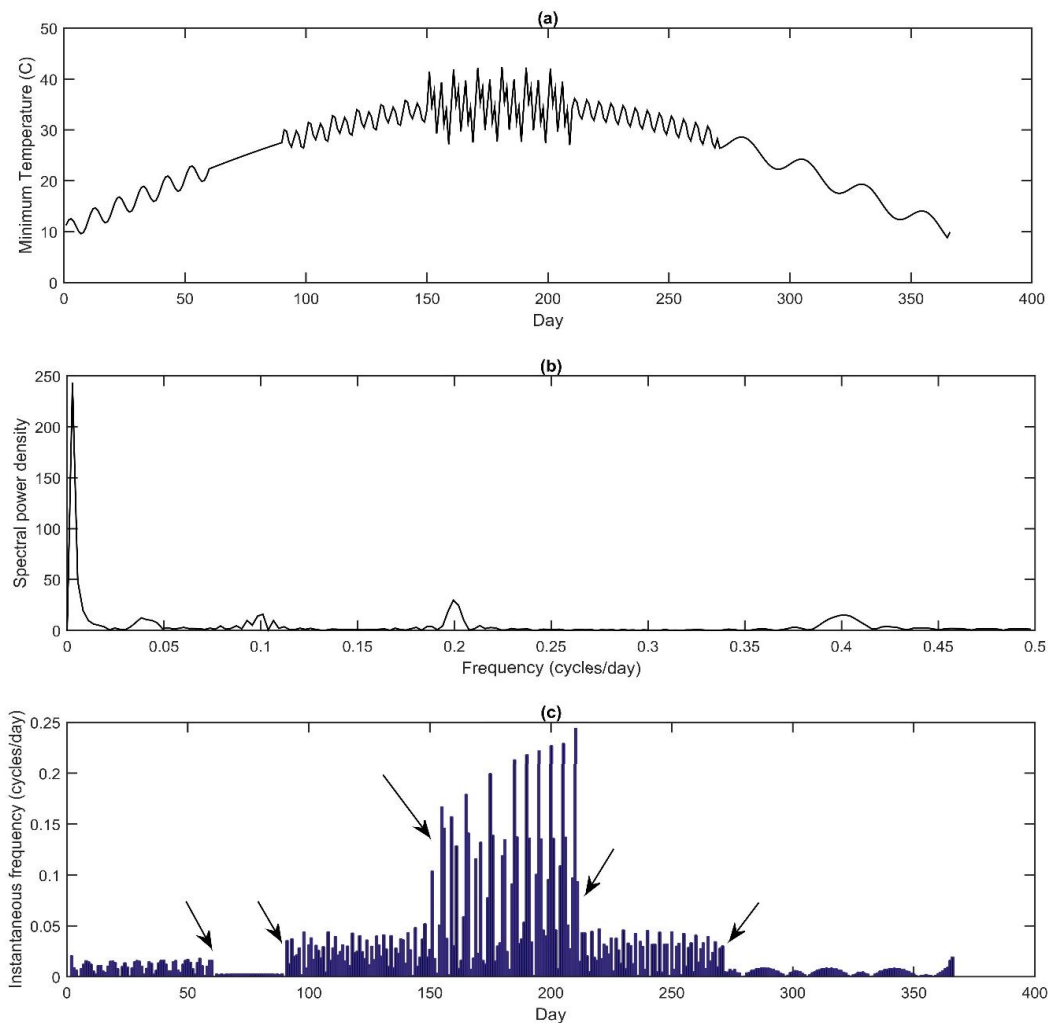 (a)
Minimum Temperature (C)
50
40
30
20
10
0
0 50 100 150 200 250 300 350 400
Day
(b)
Spectral power density
250
200
150
100
50
0
0 0.05 0.1 0.15 0.2 0.25 0.3 0.35 0.4 0.45 0.5
Frequency (cycles/day)
(c)
Instantaneous frequency (cycles/day)
0.25
0.2
0.15
0.1
0.05
0
0 50 100 150 200 250 300 350 400
Day